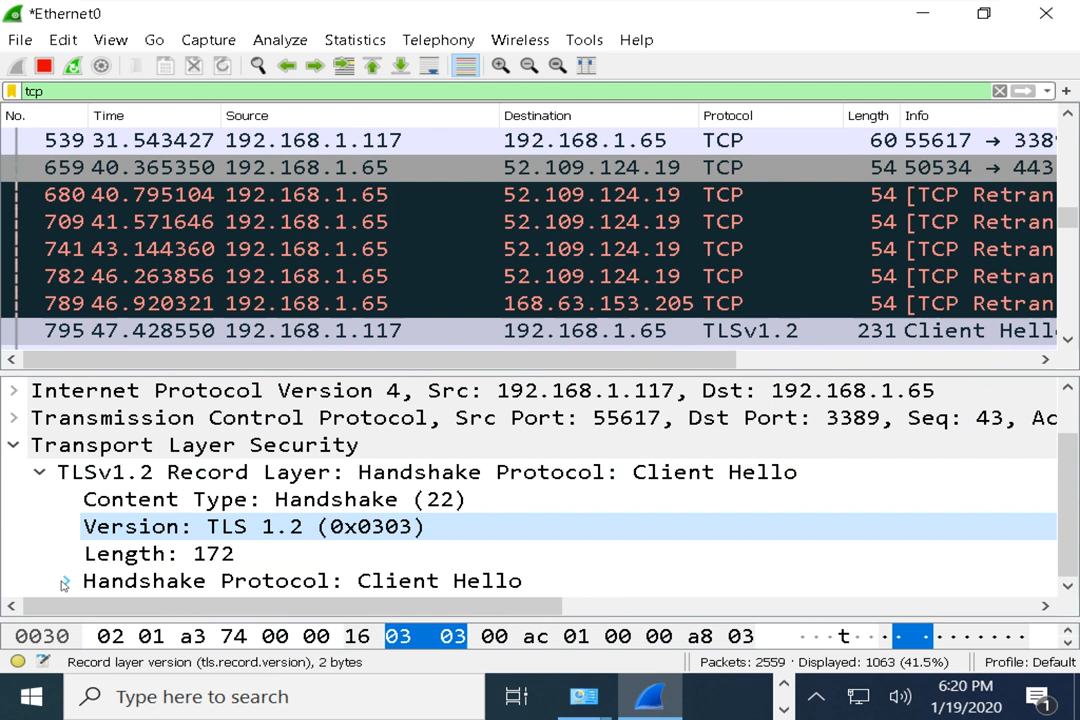 *Ethernet0
File Edit View Go Capture Analyze Statistics Telephony Wireless Tools Help
tcp
No. Time Source Destination Protocol Length Info
539 31.543427 192.168.1.117 192.168.1.65 TCP 60 55617 → 338
659 40.365350 192.168.1.65 52.109.124.19 TCP 54 50534 → 443
680 40.795104 192.168.1.65 52.109.124.19 TCP 54 [TCP Retran
709 41.571646 192.168.1.65 52.109.124.19 TCP 54 [TCP Retran
741 43.144360 192.168.1.65 52.109.124.19 TCP 54 [TCP Retran
782 46.263856 192.168.1.65 52.109.124.19 TCP 54 [TCP Retran
789 46.920321 192.168.1.65 168.63.153.205 TCP 54 [TCP Retran
795 47.428550 192.168.1.117 192.168.1.65 TLSv1.2 231 Client Hell
Internet Protocol Version 4, Src: 192.168.1.117, Dst: 192.168.1.65
Transmission Control Protocol, Src Port: 55617, Dst Port: 3389, Seq: 43, Ac
Transport Layer Security
TLSv1.2 Record Layer: Handshake Protocol: Client Hello
Content Type: Handshake (22)
Version: TLS 1.2 (0x0303)
Length: 172
Handshake Protocol: Client Hello
0030 02 01 a3 74 00 00 16 03 03 00 ac 01 00 00 a8 03 ···t·· ·· ·······
Record layer version (tls.record.version), 2 bytes
Packets: 2559 · Displayed: 1063 (41.5%)
Profile: Default
Type here to search
6:20 PM
1/19/2020
1